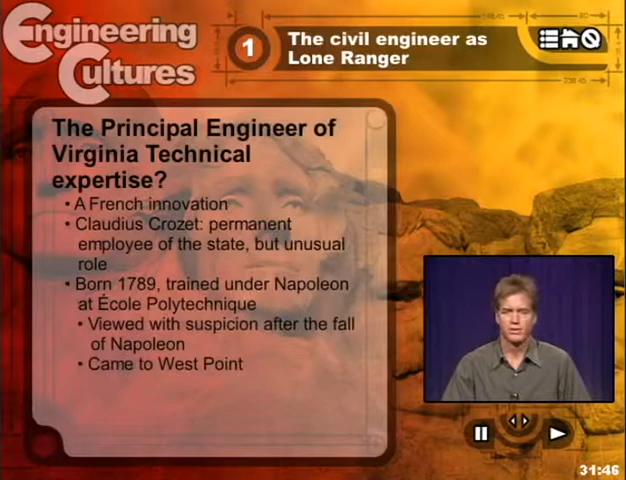 Engineering
Cultures
1
The civil engineer as
Lone Ranger
The Principal Engineer of
Virginia Technical
expertise?
• A French innovation
• Claudius Crozet: permanent
employee of the state, but unusual
role
• Born 1789, trained under Napoleon
at École Polytechnique
• Viewed with suspicion after the fall
of Napoleon
• Came to West Point
31:46